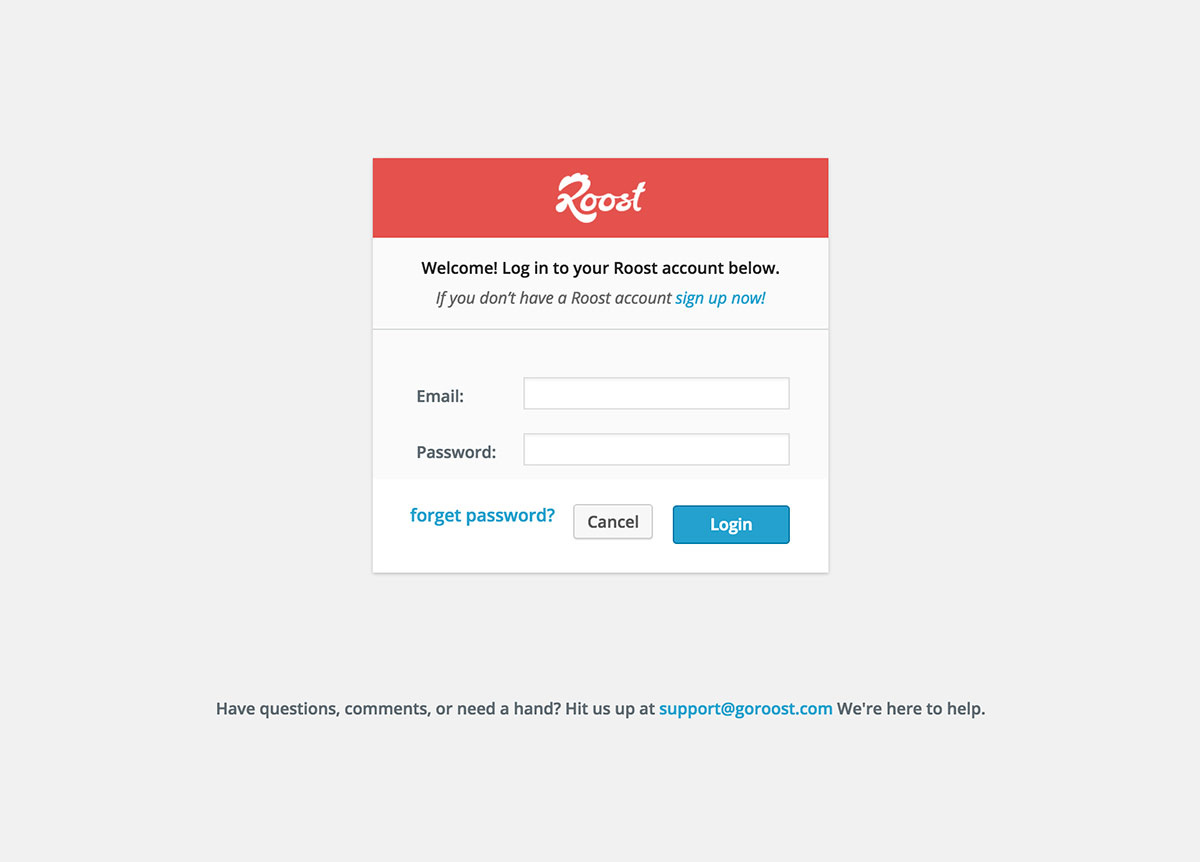 Roost
Welcome! Log in to your Roost account below.
If you don’t have a Roost account sign up now!
Email:
Password:
forget password? Cancel Login
Have questions, comments, or need a hand? Hit us up at support@goroost.com We're here to help.